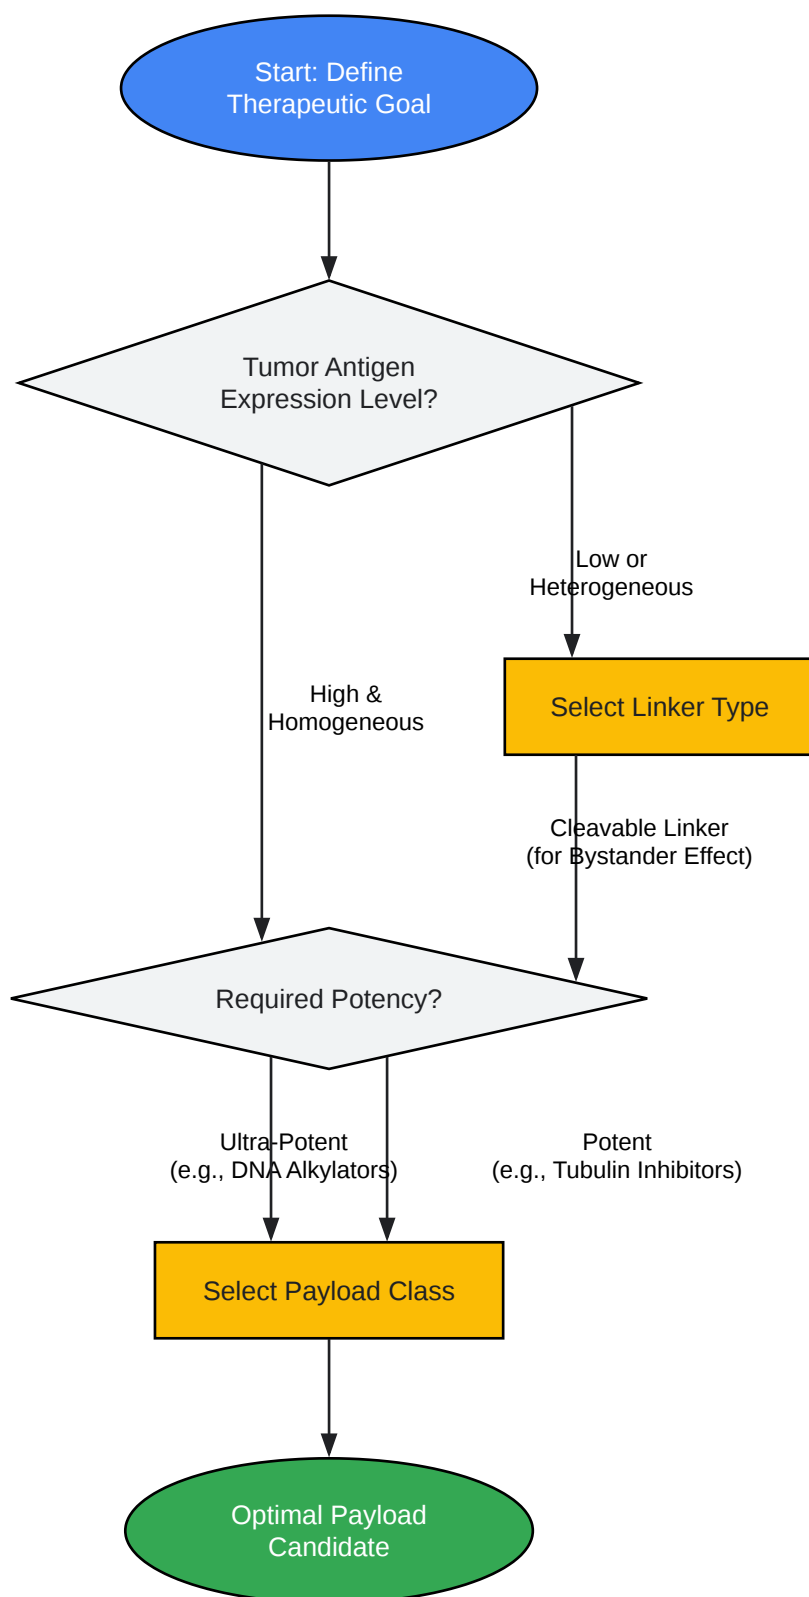 Start: Define
Therapeutic Goal
Tumor Antigen
Expression Level?
Low or
Heterogeneous
High &
Homogeneous
Select Linker Type
Cleavable Linker
(for Bystander Effect)
Required Potency?
Ultra-Potent
(e.g., DNA Alkylators)
Potent
(e.g., Tubulin Inhibitors)
Select Payload Class
Optimal Payload
Candidate